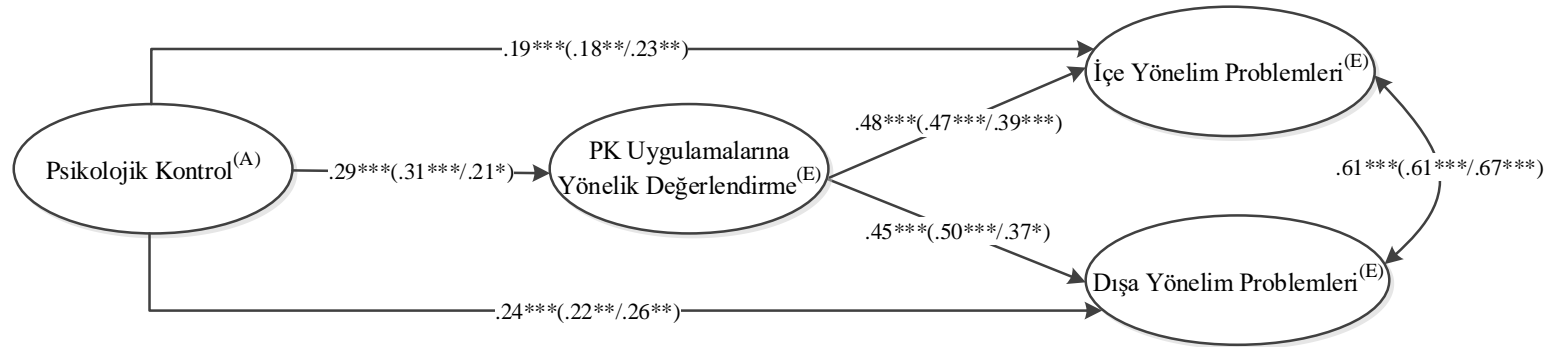 .19***(.18**/.23**)
İçe Yönelim Problemleri(E)
.48***(.47***/.39***)
Psikolojik Kontrol(A)
.29***(.31***/.21*)
PK Uygulamalarına
Yönelik Değerlendirme(E)
.61***(.61***/.67***)
.45***(.50***/.37*)
Dışa Yönelim Problemleri(E)
.24***(.22**/.26**)